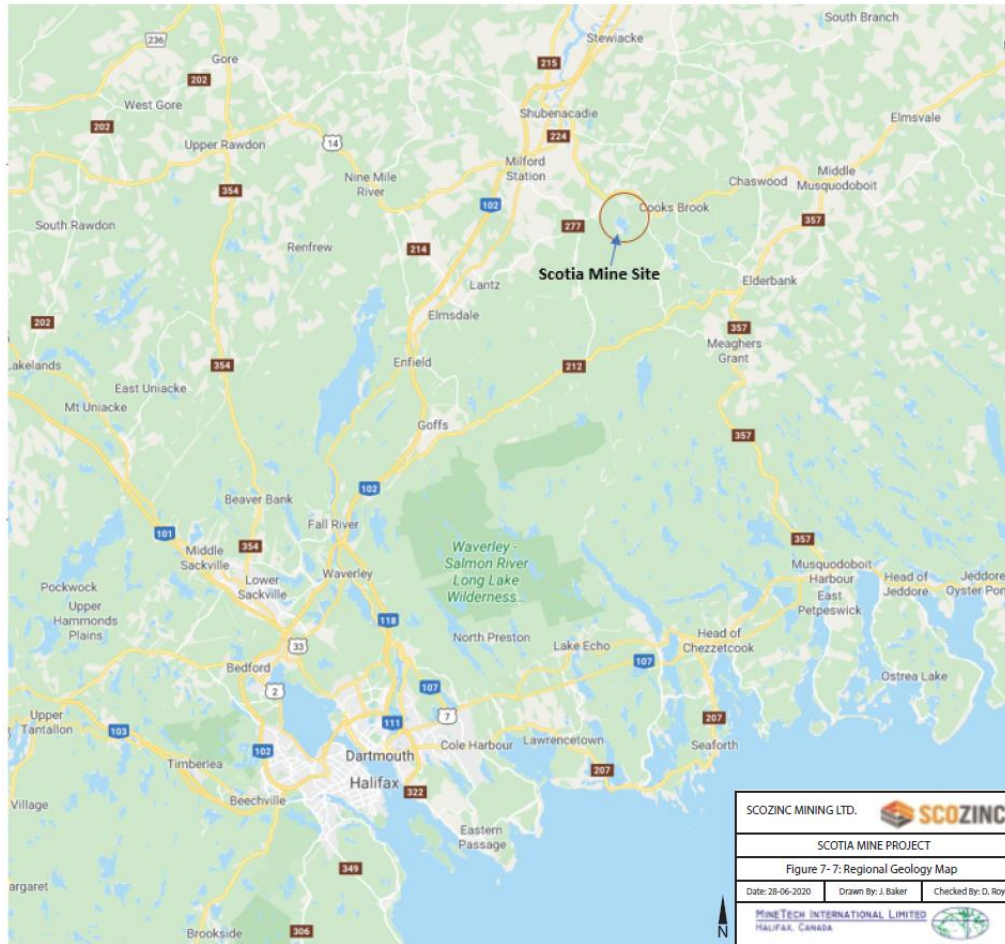 South Branch
Stewiacke
236
Gore
215
202
West Gore
Shubenacadie
Elmsvale
202
224
Upper Rawdon
14
Milford
Station
Nine Mile
River
Chaswood
Middle
Musquodoboit
354
102
Cooks Brook
357
South Rawdon
277
Renfrew
214
Scotia Mine Site
Lantz
Elderbank
Elmsdale
202
357
Meaghers
Grant
Lakelands
354
Enfield
212
East Uniacke
Mt Uniacke
Goffs
357
102
Beaver Bank
101
Fall River
354
357
Middle
Sackville
Waverley -
Salmon River
Long Lake
Wilderness...
Musquodoboit
Harbour
Head of
Jeddore
Jeddore
Oyster Pon
Pockwock
Lower
Sackville
Waverley
East
Petpeswick
Upper
Hammonds
Plains
118
North Preston
33
Lake Echo
Head of
Chezzetcook
Bedford
107
107
Ostrea Lake
2
Upper
Tantallon
103
111
7
207
102
Cole Harbour
Lawrencetown
Seaforth
Timberlea
Dartmouth
Halifax
207
Beechville
322
Village
Eastern
Passage
349
argaret
306
Brookside
N
SCOZINC MINING LTD.
SCOZINC
SCOTIA MINE PROJECT
Figure 7- 7: Regional Geology Map
Date: 28-06-2020
Drawn By: J. Baker
Checked By: D. Roy
MINETECH INTERNATIONAL LIMITED
HALIFAX, CANADA